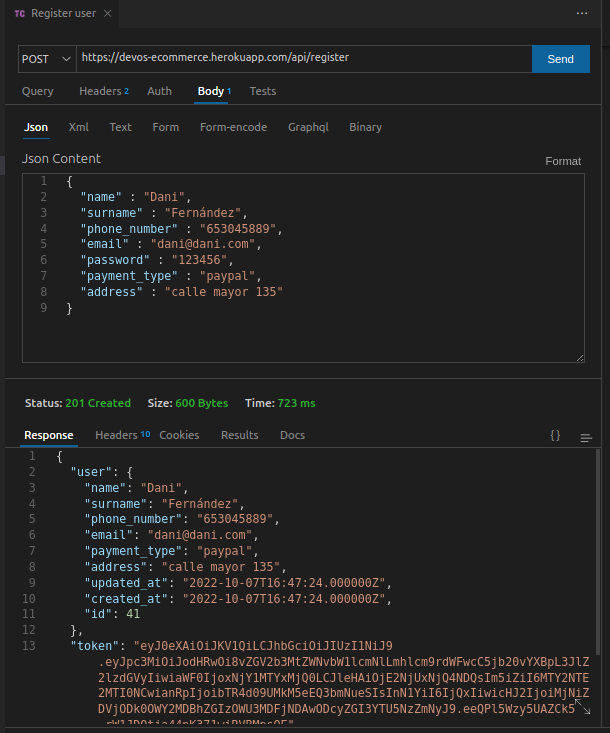 TC Register user ×
POST https://devos-ecommerce.herokuapp.com/api/register Send
Query Headers 2 Auth Body 1 Tests
Json Xml Text Form Form-encode Graphql Binary
Json Content Format
1 {
2 "name" : "Dani",
3 "surname" : "Fernández",
4 "phone_number" : "653045889",
5 "email" : "dani@dani.com",
6 "password" : "123456",
7 "payment_type" : "paypal",
8 "address" : "calle mayor 135"
9 }
Status: 201 Created Size: 600 Bytes Time: 723 ms
Response Headers 10 Cookies Results Docs {}
1 {
2 "user": {
3 "name": "Dani",
4 "surname": "Fernández",
5 "phone_number": "653045889",
6 "email": "dani@dani.com",
7 "payment_type": "paypal",
8 "address": "calle mayor 135",
9 "updated_at": "2022-10-07T16:47:24.000000Z",
10 "created_at": "2022-10-07T16:47:24.000000Z",
11 "id": 41
12 },
13 "token": "eyJ0eXAiOiJKV1QiLCJhbGciOiJIUzI1NiJ9
.eyJpc3MiOiJodHRwOi8vZGV2b3MtZWNvbW1lcmNlLmhlcm9rdWFwcC5jb20vYXBpL3JlZ
2lzdGVyIiwiaWF0IjoxNjY1MTYxMjQ0LCJleHAiOjE2NjUxNjQ4NDQsIm5iZiI6MTY2NTE
2MTI0NCwianRpIjoibTR4d09UMkM5eEQ3bmNueSIsInN1YiI6IjQxIiwicHJ2IjoiMjNiZ
DVjODk0OWY2MDBhZGIzOWU3MDFjNDAwODcyZGI3YTU5NzZmNyJ9.eeQPl5Wzy5UAZCk5